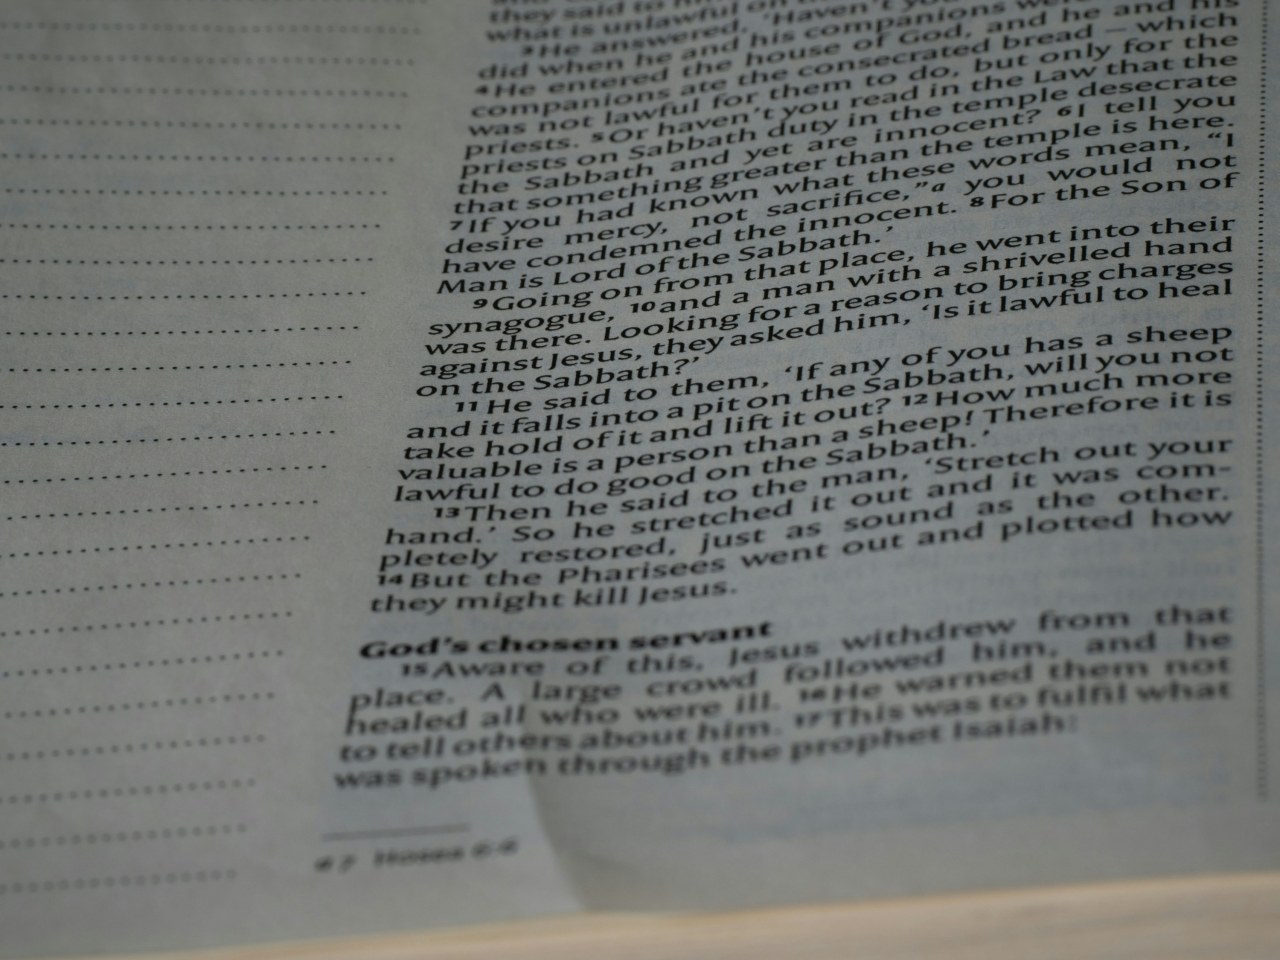 they said to
what is unlawful on
³He answered, ‘Haven’t
did when he and his companions
⁴He entered the house of God, and he and his
companions ate the consecrated bread – which
was not lawful for them to do, but only for the
priests. ⁵Or haven’t you read in the Law that the
priests on Sabbath duty in the temple desecrate
the Sabbath and yet are innocent? ⁶I tell you
that something greater than the temple is here.
⁷If you had known what these words mean, “I
desire mercy, not sacrifice,”ᵃ you would not
have condemned the innocent. ⁸For the Son of
Man is Lord of the Sabbath.’
⁹Going on from that place, he went into their
synagogue, ¹⁰and a man with a shrivelled hand
was there. Looking for a reason to bring charges
against Jesus, they asked him, ‘Is it lawful to heal
on the Sabbath?’
¹¹He said to them, ‘If any of you has a sheep
and it falls into a pit on the Sabbath, will you not
take hold of it and lift it out? ¹²How much more
valuable is a person than a sheep! Therefore it is
lawful to do good on the Sabbath.’
¹³Then he said to the man, ‘Stretch out your
hand.’ So he stretched it out and it was com-
pletely restored, just as sound as the other.
¹⁴But the Pharisees went out and plotted how
they might kill Jesus.
God’s chosen servant
¹⁵Aware of this, Jesus withdrew from that
place. A large crowd followed him, and he
healed all who were ill. ¹⁶He warned them not
to tell others about him. ¹⁷This was to fulfil what
was spoken through the prophet Isaiah:
a 7 Hosea 6:6